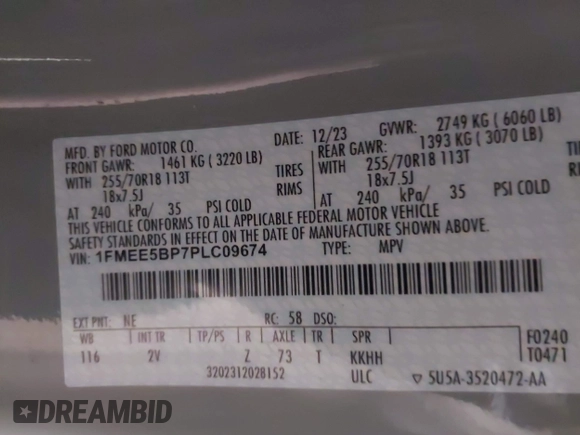 MFD. BY FORD MOTOR CO.
DATE: 12/23 GVWR: 2749 KG (6060 LB)
FRONT GAWR: 1461 KG (3220 LB) REAR GAWR: 1393 KG (3070 LB)
WITH 255/70R18 113T TIRES WITH 255/70R18 113T TIRE
18x7.5J RIMS 18x7.5J RI
AT 240 kPa/ 35 PSI COLD AT 240 kPa/ 35 PSI COLD
THIS VEHICLE CONFORMS TO ALL APPLICABLE FEDERAL MOTOR VEHICLE
SAFETY STANDARDS IN EFFECT ON THE DATE OF MANUFACTURE SHOWN ABOVE.
VIN: 1FMEE5BP7PLC09674 TYPE: MPV
EXT PNT: NE RC: 58 DSO:
WB INT TR TP/PS R AXLE TR SPR F0240
116 2V Z 73 T KKHH T0471
3202312028152 ULC ▽ 5U5A-3520472-AA
DREAMBID